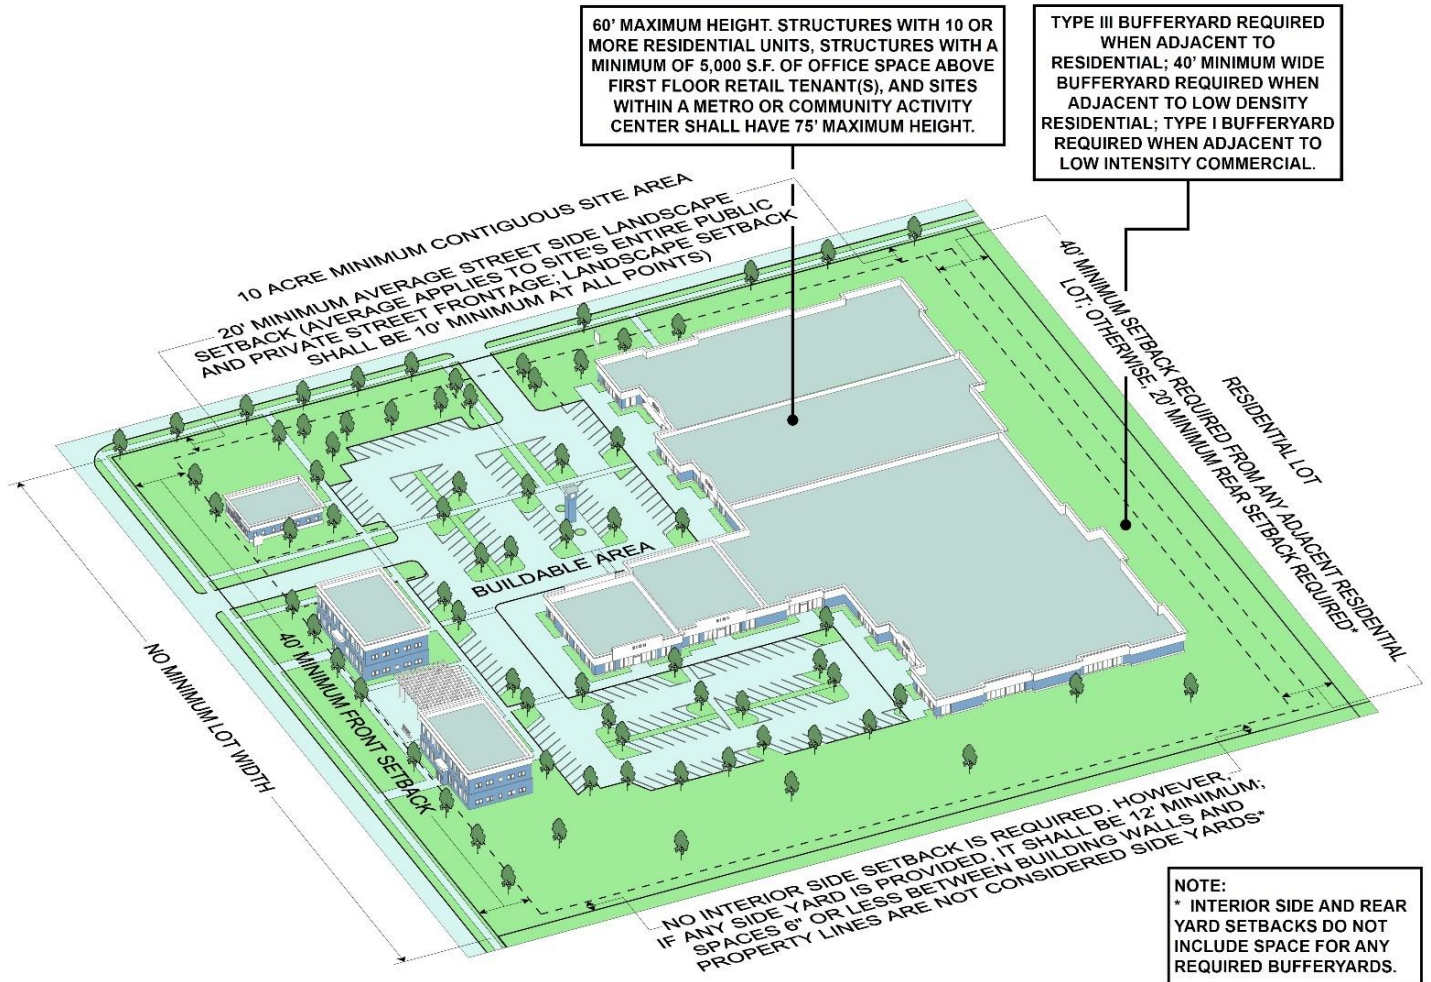 60' MAXIMUM HEIGHT. STRUCTURES WITH 10 OR
MORE RESIDENTIAL UNITS, STRUCTURES WITH A
MINIMUM OF 5,000 S.F. OF OFFICE SPACE ABOVE
FIRST FLOOR RETAIL TENANT(S), AND SITES
WITHIN A METRO OR COMMUNITY ACTIVITY
CENTER SHALL HAVE 75' MAXIMUM HEIGHT.
TYPE III BUFFERYARD REQUIRED
WHEN ADJACENT TO
RESIDENTIAL; 40' MINIMUM WIDE
BUFFERYARD REQUIRED WHEN
ADJACENT TO LOW DENSITY
RESIDENTIAL; TYPE I BUFFERYARD
REQUIRED WHEN ADJACENT TO
LOW INTENSITY COMMERCIAL.
10 ACRE MINIMUM CONTIGUOUS SITE AREA
20' MINIMUM AVERAGE STREET SIDE LANDSCAPE
SETBACK (AVERAGE APPLIES TO SITE'S ENTIRE PUBLIC
AND PRIVATE STREET FRONTAGE; LANDSCAPE SETBACK
SHALL BE 10' MINIMUM AT ALL POINTS)
40' MINIMUM SETBACK REQUIRED FROM ANY ADJACENT RESIDENTIAL
LOT; OTHERWISE, 20' MINIMUM REAR SETBACK REQUIRED*
RESIDENTIAL LOT
BUILDABLE AREA
SIGN
SIGN
40' MINIMUM FRONT SETBACK
NO MINIMUM LOT WIDTH
NO INTERIOR SIDE SETBACK IS REQUIRED. HOWEVER,
IF ANY SIDE YARD IS PROVIDED, IT SHALL BE 12' MINIMUM;
SPACES 6" OR LESS BETWEEN BUILDING WALLS AND
PROPERTY LINES ARE NOT CONSIDERED SIDE YARDS*
NOTE:
* INTERIOR SIDE AND REAR
YARD SETBACKS DO NOT
INCLUDE SPACE FOR ANY
REQUIRED BUFFERYARDS.